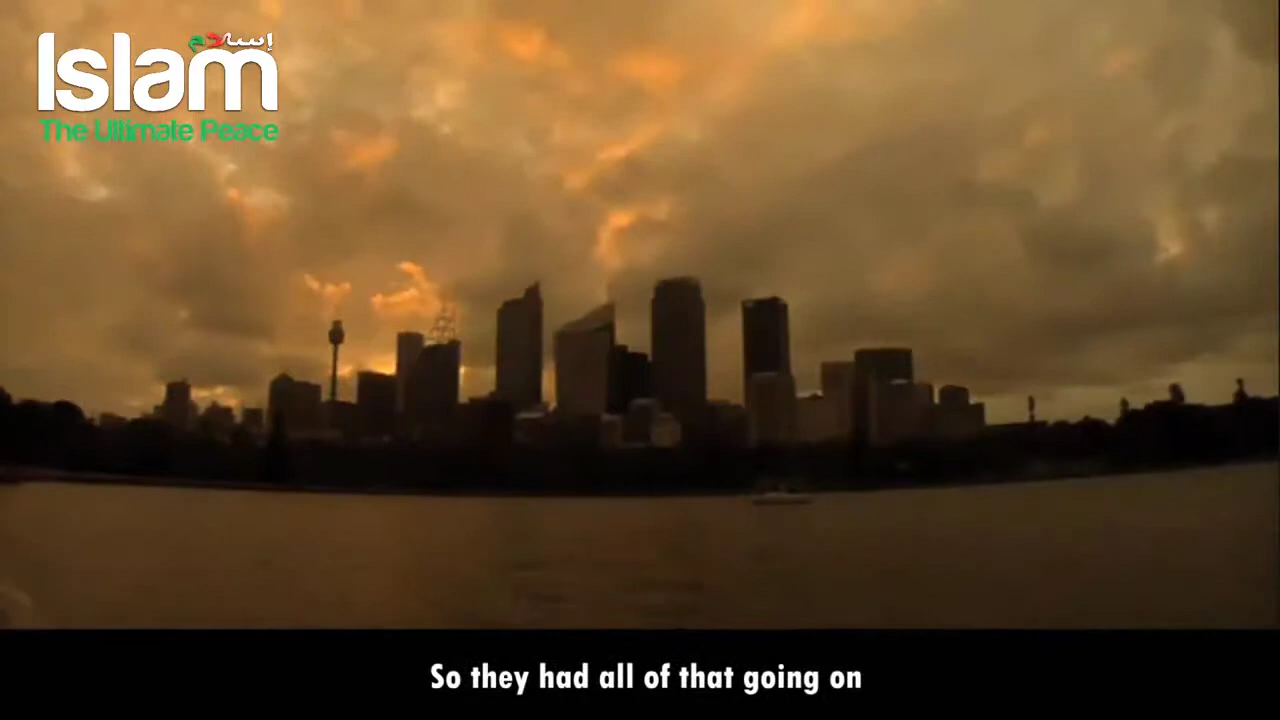 إسلام
Islam
The Ultimate Peace
So they had all of that going on